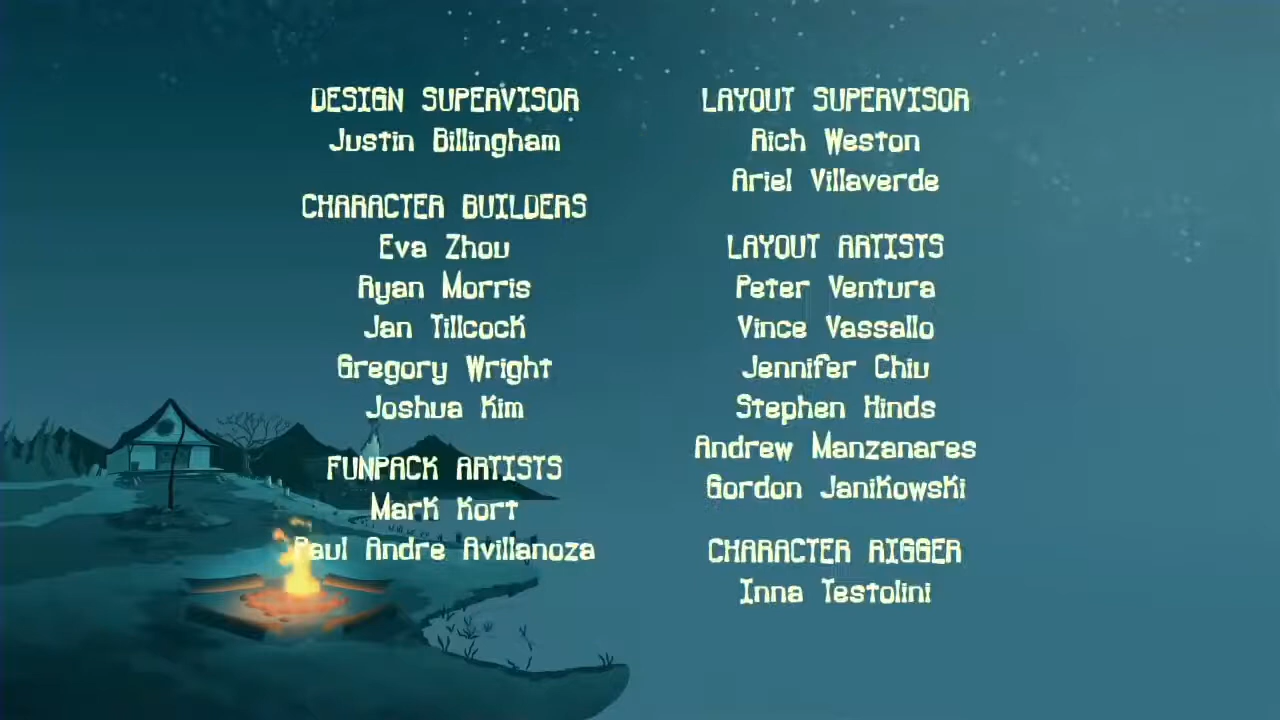 DESIGN SUPERVISOR
Justin Billingham
CHARACTER BUILDERS
Eva Zhou
Ryan Morris
Jan Tillcock
Gregory Wright
Joshua Kim
FUNPACK ARTISTS
Mark Kort
Paul Andre Avillanoza
LAYOUT SUPERVISOR
Rich Weston
Ariel Villaverde
LAYOUT ARTISTS
Peter Ventura
Vince Vassallo
Jennifer Chiu
Stephen Hinds
Andrew Manzanares
Gordon Janikowski
CHARACTER RIGGER
Inna Testolini